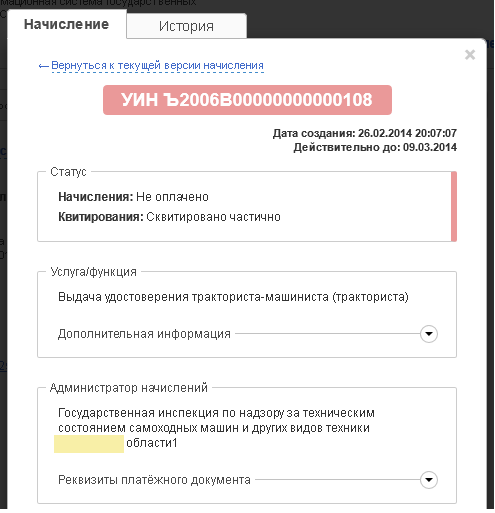 мационная система государственных
Начисление
История
←Вернуться к текущей версии начисления
УИН Ъ2006В00000000000108
Дата создания: 26.02.2014 20:07:07
Действительно до: 09.03.2014
Статус
Начисления: Не оплачено
Квитирования: Сквитировано частично
Услуга/функция
Выдача удостоверения тракториста-машиниста (тракториста)
Дополнительная информация
Администратор начислений
Государственная инспекция по надзору за техническим
состоянием самоходных машин и других видов техники
области1
Реквизиты платёжного документа